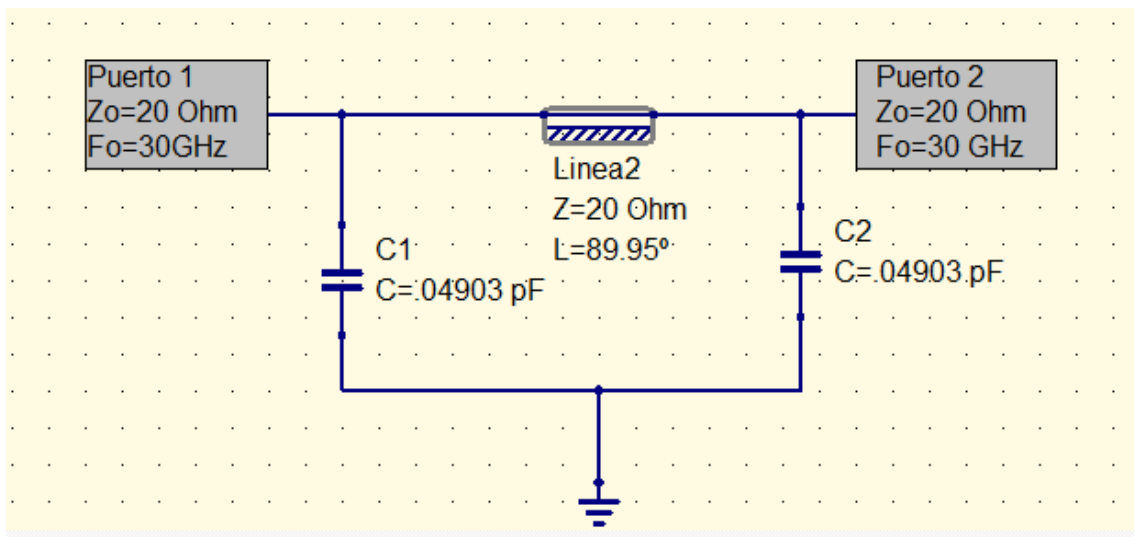 Puerto 1
Zo=20 Ohm
Fo=30GHz
Puerto 2
Zo=20 Ohm
Fo=30 GHz
Linea2
Z=20 Ohm
L=89.95º
C1
C=.04903 pF
C2
C=.04903 pF